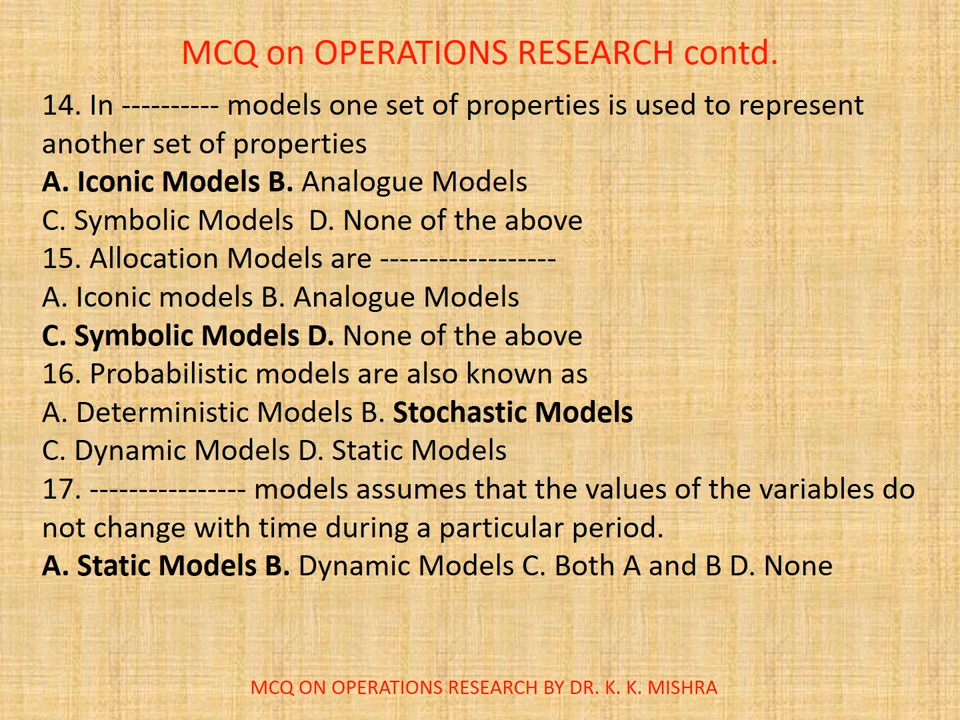 MCQ on OPERATIONS RESEARCH contd.
14. In ---------- models one set of properties is used to represent
another set of properties
A. Iconic Models B. Analogue Models
C. Symbolic Models  D. None of the above
15. Allocation Models are ------------------
A. Iconic models B. Analogue Models
C. Symbolic Models D. None of the above
16. Probabilistic models are also known as
A. Deterministic Models B. Stochastic Models
C. Dynamic Models D. Static Models
17. ---------------- models assumes that the values of the variables do
not change with time during a particular period.
A. Static Models B. Dynamic Models C. Both A and B D. None
MCQ ON OPERATIONS RESEARCH BY DR. K. K. MISHRA